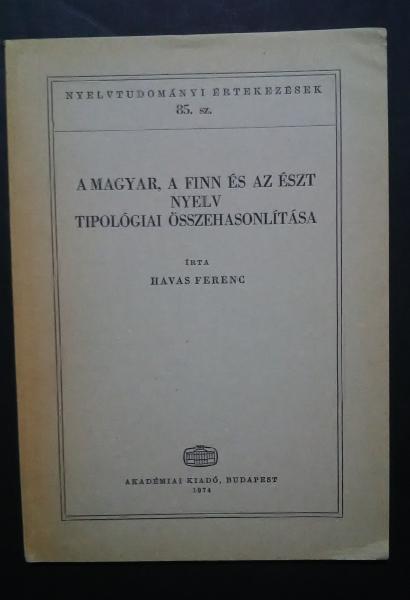 NYELVTUDOMÁNYI ÉRTEKEZÉSEK
85. sz.
A MAGYAR, A FINN ÉS AZ ÉSZT
NYELV
TIPOLÓGIAI ÖSSZEHASONLÍTÁSA
ÍRTA
HAVAS FERENC
AKADÉMIAI KIADÓ, BUDAPEST
1974